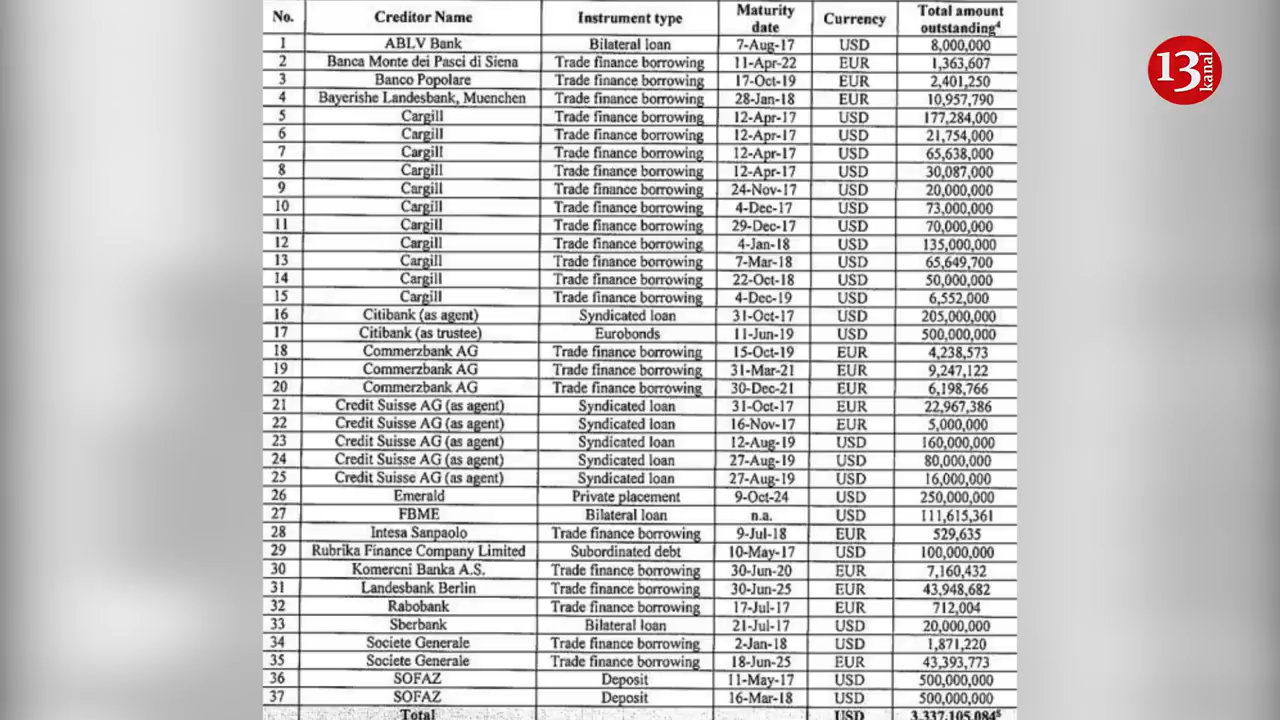 No. Creditor Name Instrument type Maturity date Currency Total amount outstanding⁴
1 ABLV Bank Bilateral loan 7-Aug-17 USD 8,000,000
2 Banca Monte dei Pasci di Siena Trade finance borrowing 11-Apr-22 EUR 1,363,607
3 Banco Popolare Trade finance borrowing 17-Oct-19 EUR 2,401,250
4 Bayerishe Landesbank, Muenchen Trade finance borrowing 28-Jan-18 EUR 10,957,790
5 Cargill Trade finance borrowing 12-Apr-17 USD 177,284,000
6 Cargill Trade finance borrowing 12-Apr-17 USD 21,754,000
7 Cargill Trade finance borrowing 12-Apr-17 USD 65,638,000
8 Cargill Trade finance borrowing 12-Apr-17 USD 30,087,000
9 Cargill Trade finance borrowing 24-Nov-17 USD 20,000,000
10 Cargill Trade finance borrowing 4-Dec-17 USD 73,000,000
11 Cargill Trade finance borrowing 29-Dec-17 USD 70,000,000
12 Cargill Trade finance borrowing 4-Jan-18 USD 135,000,000
13 Cargill Trade finance borrowing 7-Mar-18 USD 65,649,700
14 Cargill Trade finance borrowing 22-Oct-18 USD 50,000,000
15 Cargill Trade finance borrowing 4-Dec-19 USD 6,552,000
16 Citibank (as agent) Syndicated loan 31-Oct-17 USD 205,000,000
17 Citibank (as trustee) Eurobonds 11-Jun-19 USD 500,000,000
18 Commerzbank AG Trade finance borrowing 15-Oct-19 EUR 4,238,573
19 Commerzbank AG Trade finance borrowing 31-Mar-21 EUR 9,247,122
20 Commerzbank AG Trade finance borrowing 30-Dec-21 EUR 6,198,766
21 Credit Suisse AG (as agent) Syndicated loan 31-Oct-17 EUR 22,967,386
22 Credit Suisse AG (as agent) Syndicated loan 16-Nov-17 EUR 5,000,000
23 Credit Suisse AG (as agent) Syndicated loan 12-Aug-19 USD 160,000,000
24 Credit Suisse AG (as agent) Syndicated loan 27-Aug-19 USD 80,000,000
25 Credit Suisse AG (as agent) Syndicated loan 27-Aug-19 USD 16,000,000
26 Emerald Private placement 9-Oct-24 USD 250,000,000
27 FBME Bilateral loan n.a. USD 111,615,361
28 Intesa Sanpaolo Trade finance borrowing 9-Jul-18 EUR 529,635
29 Rubrika Finance Company Limited Subordinated debt 10-May-17 USD 100,000,000
30 Komercni Banka A.S. Trade finance borrowing 30-Jun-20 EUR 7,160,432
31 Landesbank Berlin Trade finance borrowing 30-Jun-25 EUR 43,948,682
32 Rabobank Trade finance borrowing 17-Jul-17 EUR 712,004
33 Sberbank Bilateral loan 21-Jul-17 USD 20,000,000
34 Societe Generale Trade finance borrowing 2-Jan-18 USD 1,871,220
35 Societe Generale Trade finance borrowing 18-Jun-25 EUR 43,393,773
36 SOFAZ Deposit 11-May-17 USD 500,000,000
37 SOFAZ Deposit 16-Mar-18 USD 500,000,000
Total USD 3,337,105,084⁵
13 kanal